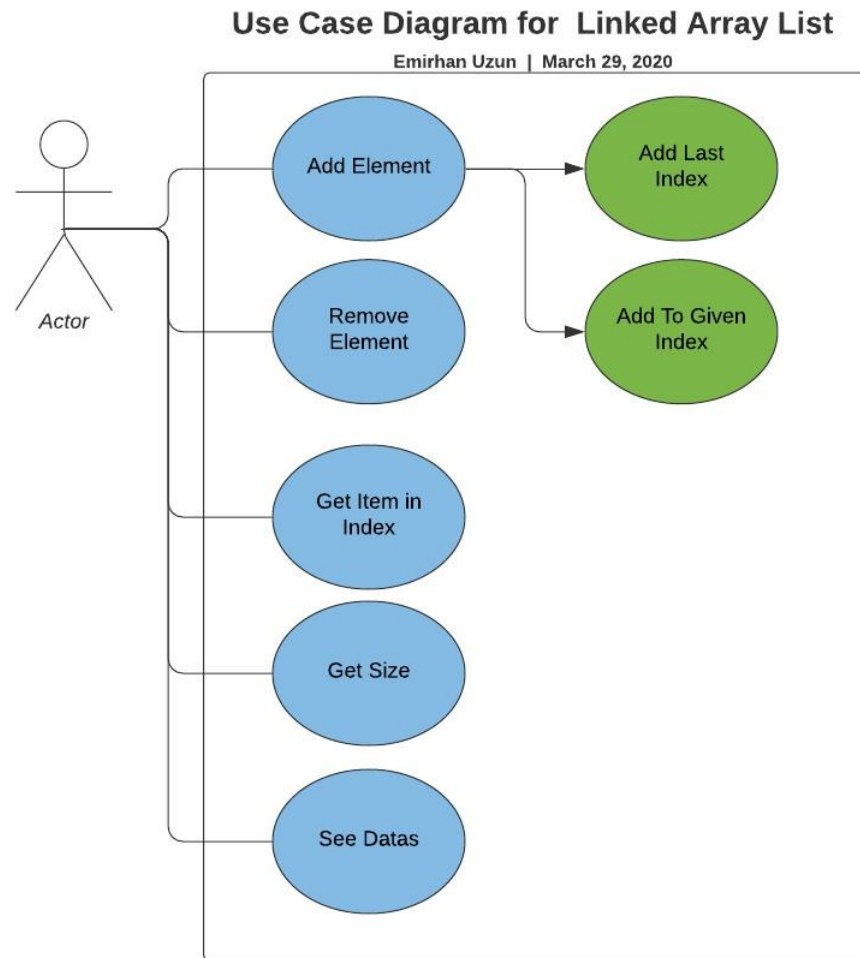 Use Case Diagram for Linked Array List
Emirhan Uzun | March 29, 2020
Actor
Add Element
Add Last
Index
Remove
Element
Add To Given
Index
Get Item in
Index
Get Size
See Datas